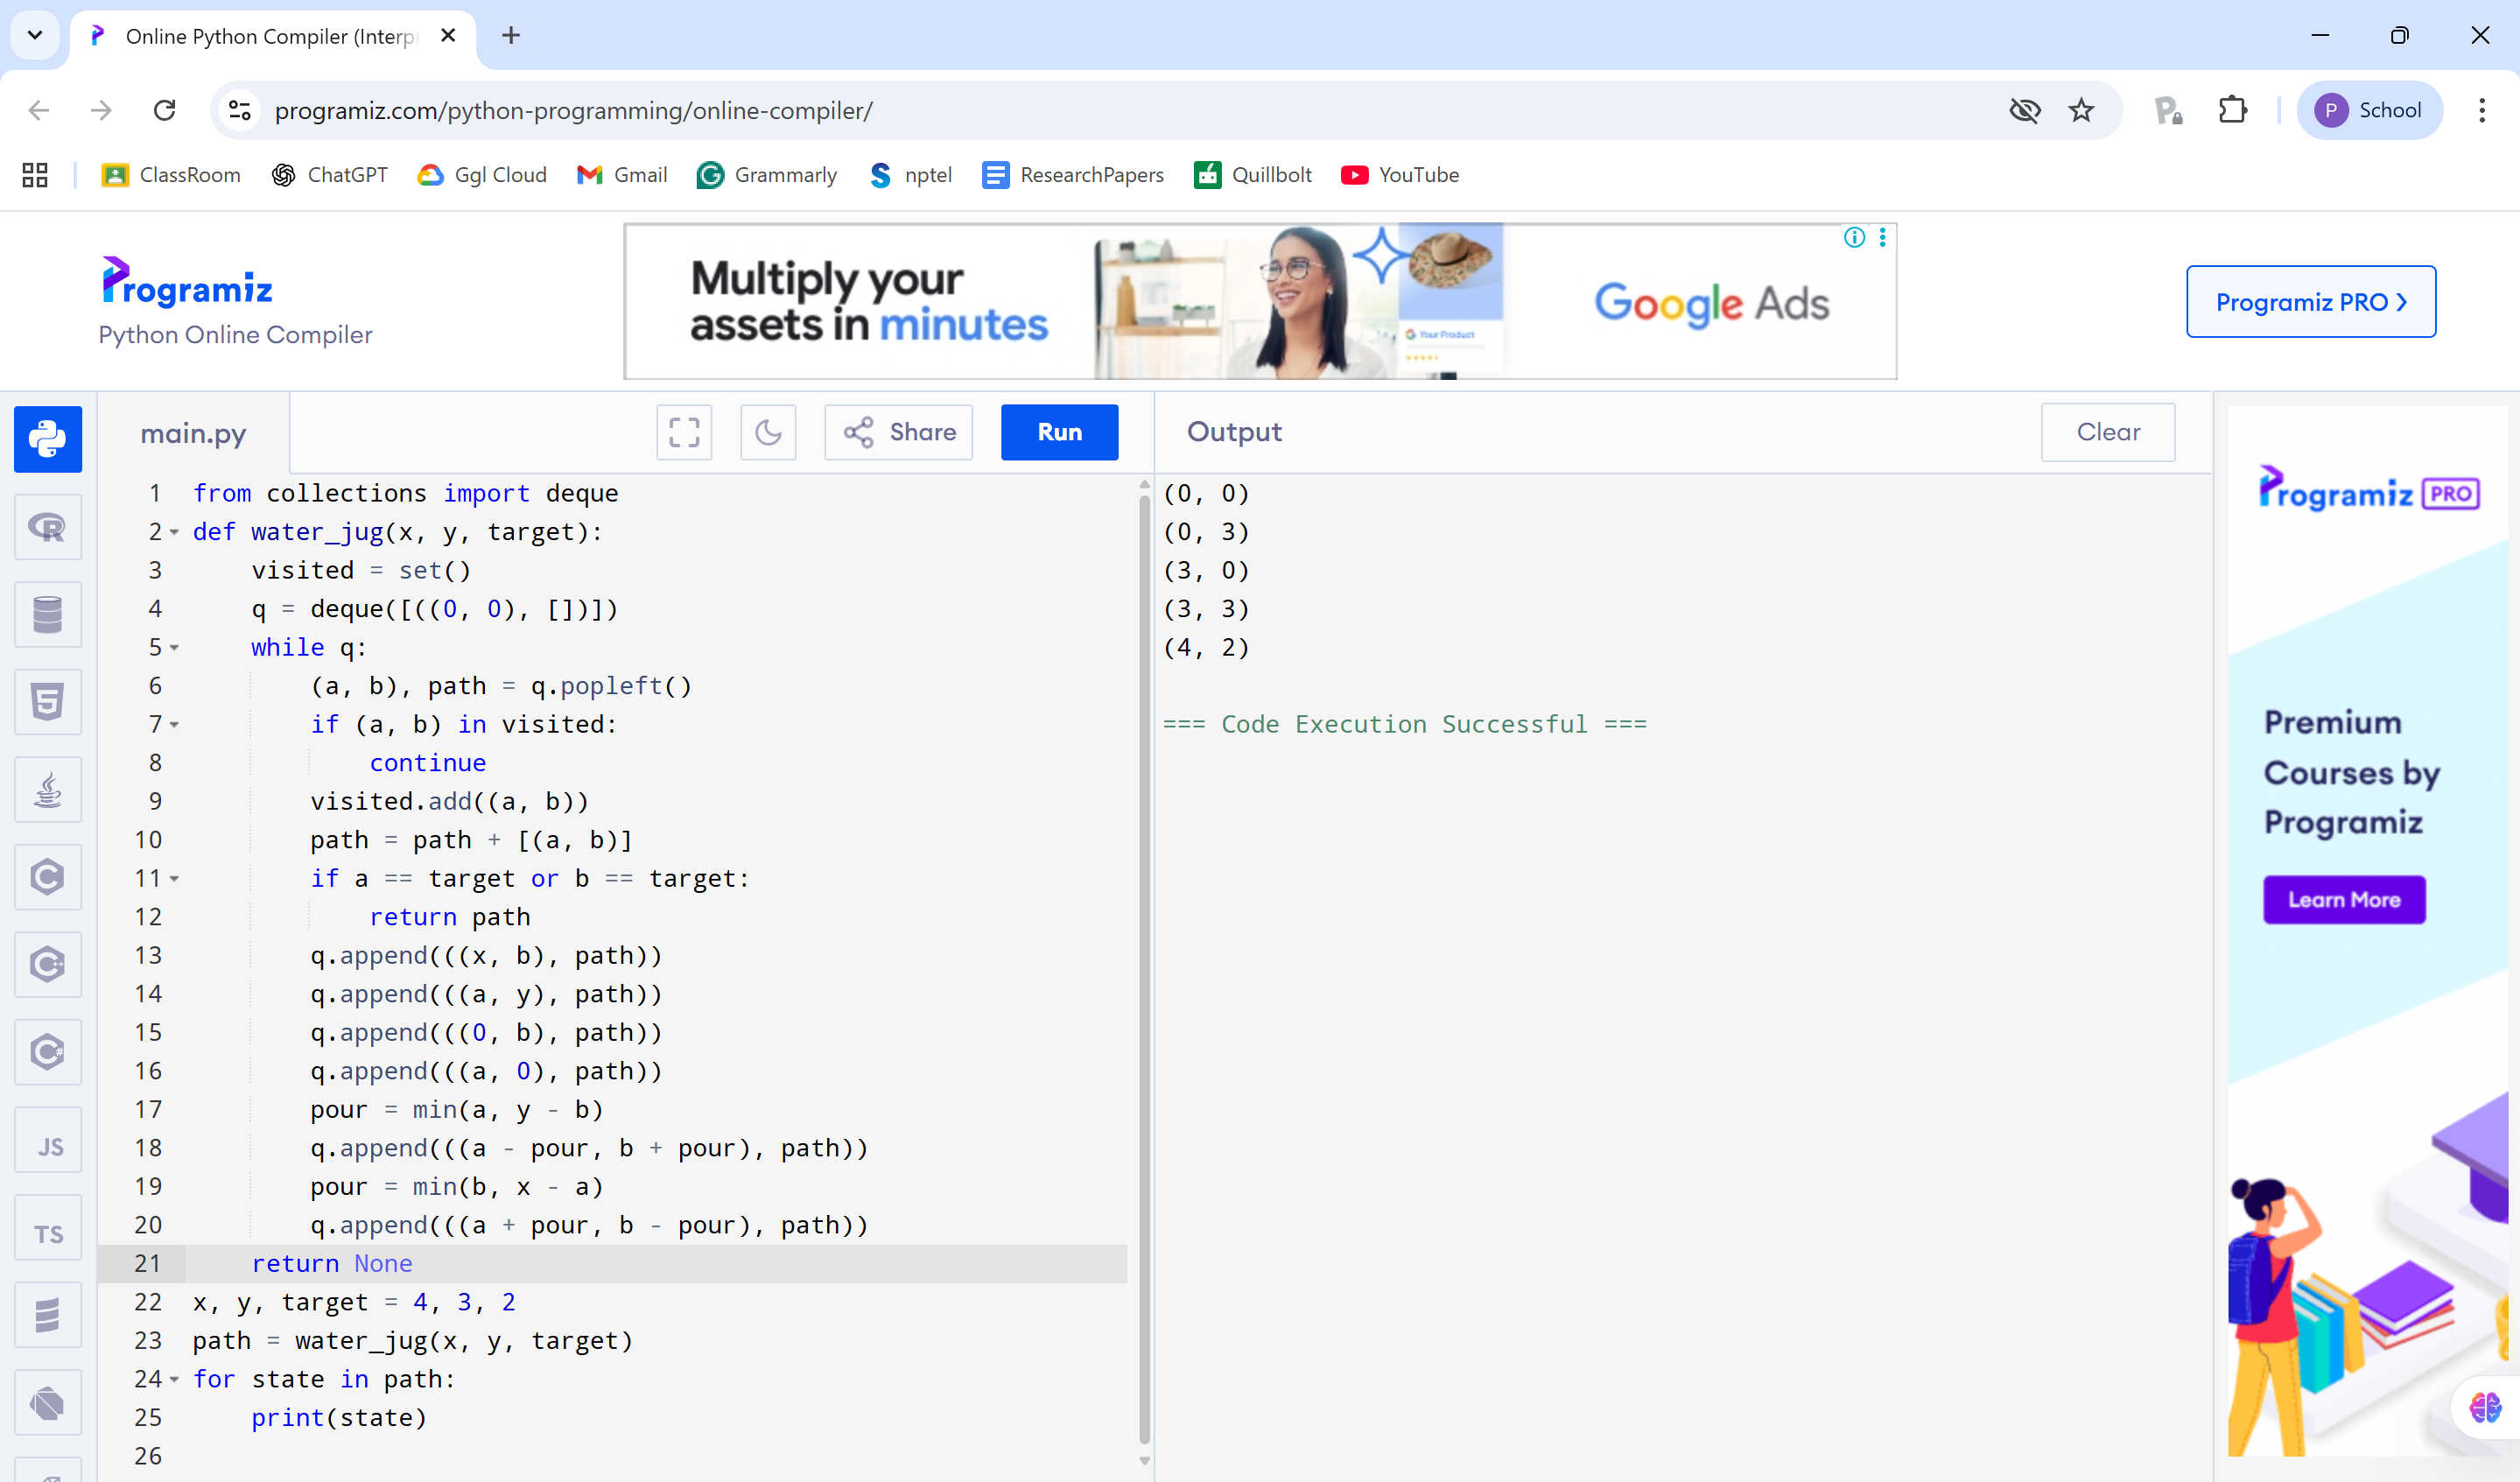 Online Python Compiler (Interp
programiz.com/python-programming/online-compiler/
P School
ClassRoom ChatGPT Ggl Cloud Gmail Grammarly nptel ResearchPapers Quillbolt YouTube
Programiz
Python Online Compiler
Multiply your
assets in minutes
Your Product
Google Ads
Programiz PRO ❯
main.py
Share
Run
Output
Clear
1 from collections import deque
2 def water_jug(x, y, target):
3     visited = set()
4     q = deque([((0, 0), [])])
5     while q:
6         (a, b), path = q.popleft()
7         if (a, b) in visited:
8             continue
9         visited.add((a, b))
10         path = path + [(a, b)]
11         if a == target or b == target:
12             return path
13         q.append(((x, b), path))
14         q.append(((a, y), path))
15         q.append(((0, b), path))
16         q.append(((a, 0), path))
17         pour = min(a, y - b)
18         q.append(((a - pour, b + pour), path))
19         pour = min(b, x - a)
20         q.append(((a + pour, b - pour), path))
21     return None
22 x, y, target = 4, 3, 2
23 path = water_jug(x, y, target)
24 for state in path:
25     print(state)
26
(0, 0)
(0, 3)
(3, 0)
(3, 3)
(4, 2)
=== Code Execution Successful ===
JS
TS
Programiz PRO
Premium
Courses by
Programiz
Learn More